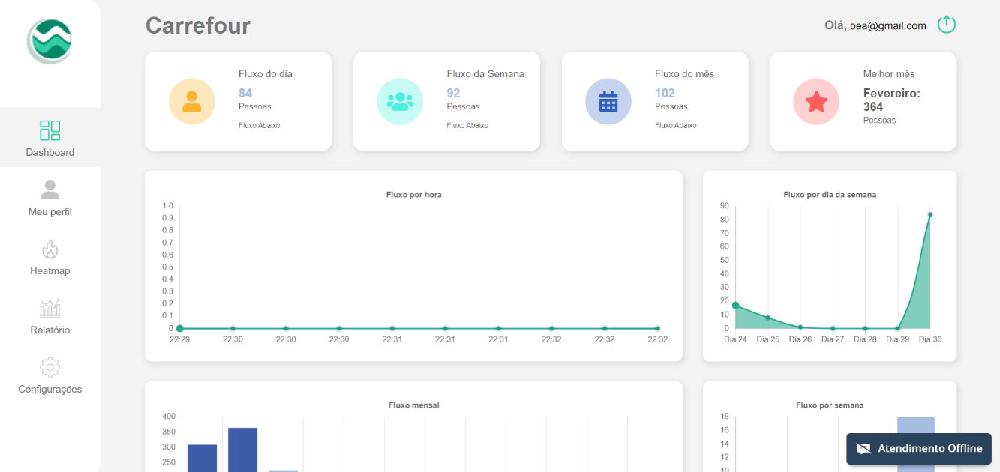 Carrefour
Olá, bea@gmail.com
Fluxo do dia
84
Pessoas
Fluxo Abaixo
Fluxo da Semana
92
Pessoas
Fluxo Abaixo
Fluxo do mês
102
Pessoas
Fluxo Abaixo
Melhor mês
Fevereiro:
364
Pessoas
Dashboard
Meu perfil
Heatmap
Relatório
Configurações
Fluxo por hora
1.0
0.9
0.8
0.7
0.6
0.5
0.4
0.3
0.2
0.1
0
22:29 22:30 22:30 22:30 22:31 22:31 22:31 22:32 22:32 22:32
Fluxo por dia da semana
90
80
70
60
50
40
30
20
10
0
Dia 24 Dia 25 Dia 26 Dia 27 Dia 28 Dia 29 Dia 30
Fluxo mensal
400
350
300
250
Fluxo por semana
18
16
14
12
10
Atendimento Offline